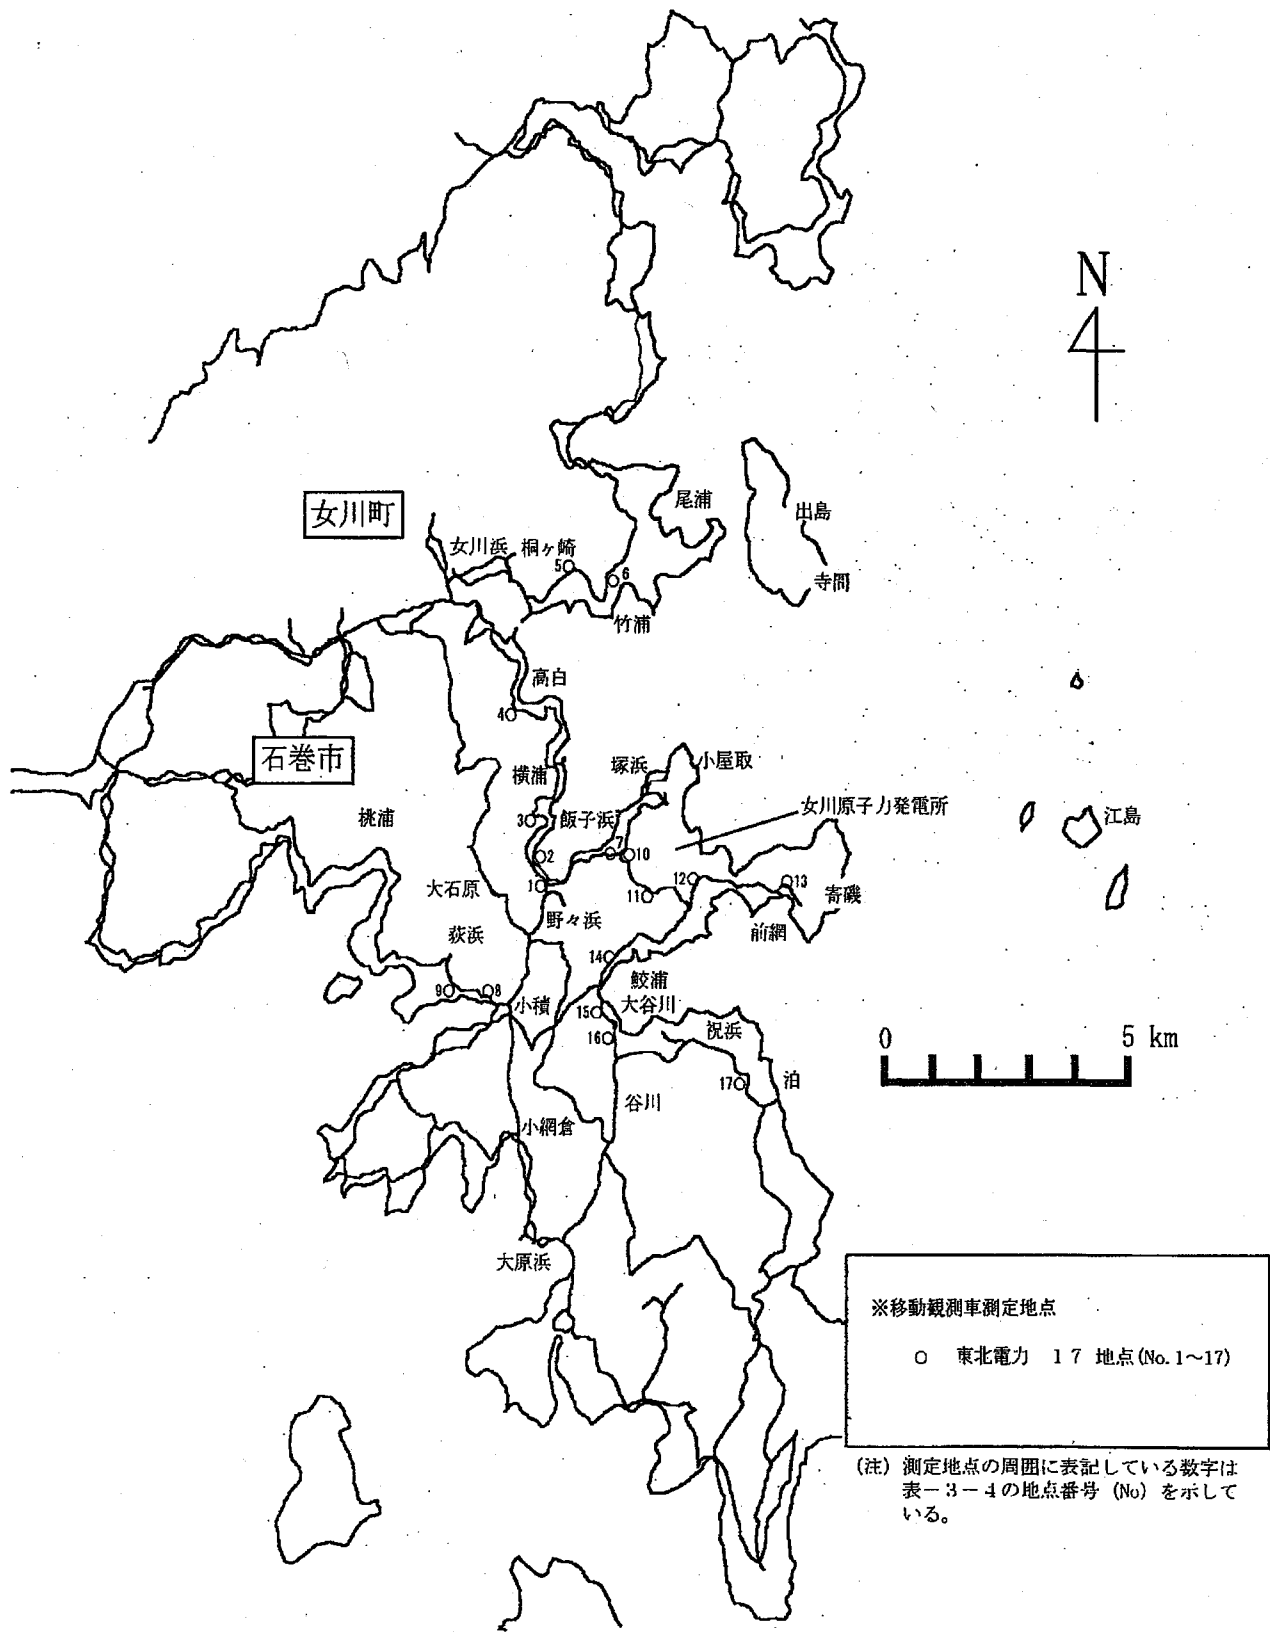 N
尾浦
女川町
出島
女川浜
桐ヶ崎
5
6
寺間
竹浦
高白
4
石巻市
横浦
塚浜
小屋取
女川原子力発電所
桃浦
3
飯子浜
江島
2
7
10
大石原
1
11
12
13
寄磯
野々浜
前網
荻浜
14
鮫浦
9
8
小積
15
大谷川
16
祝浜
0
5 km
17
泊
谷川
小網倉
大原浜
※移動観測車測定地点
○ 東北電力 17 地点(No.1～17)
(注) 測定地点の周囲に表記している数字は
表－3－4の地点番号 (No) を示して
いる。